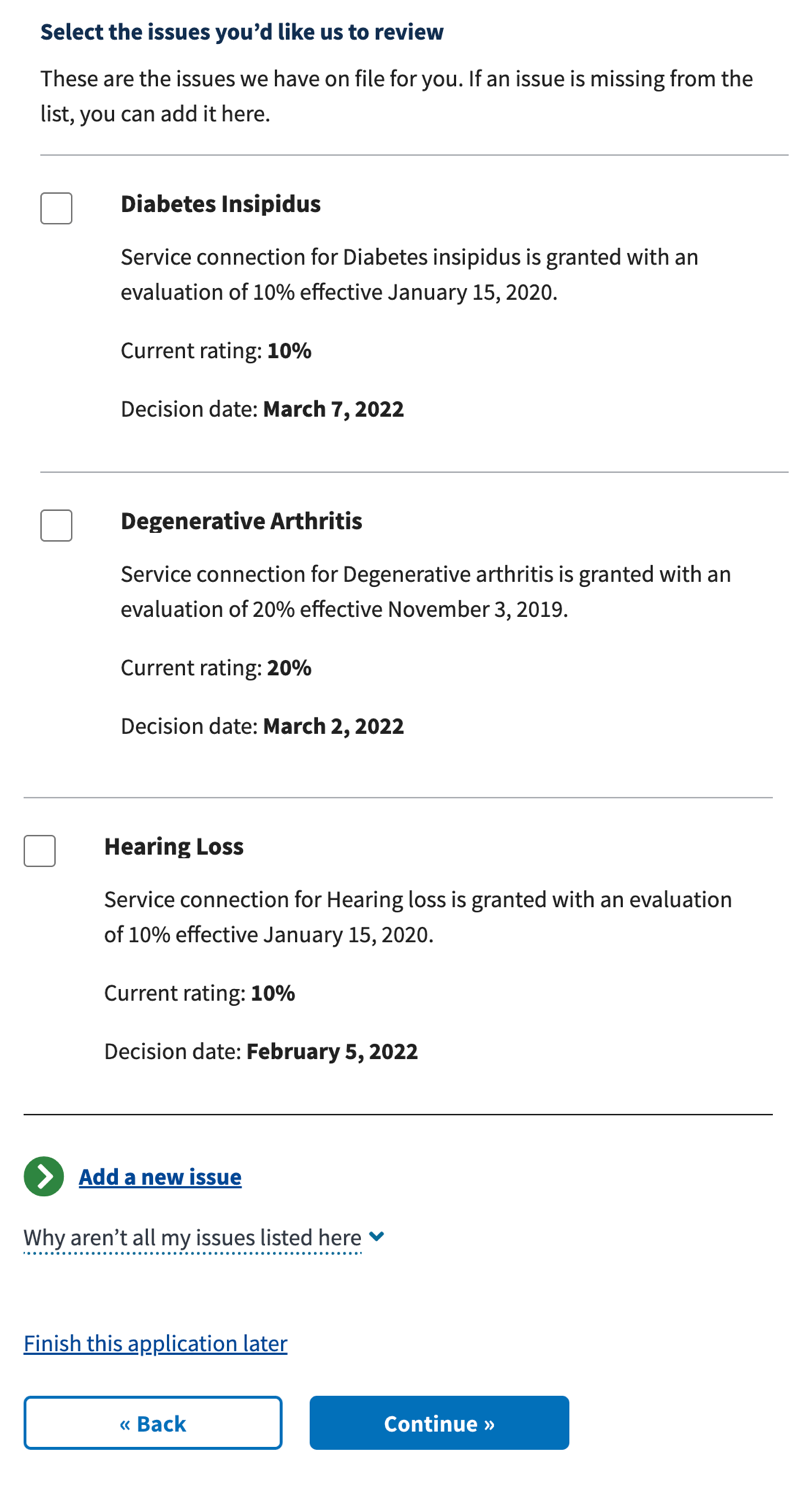 Select the issues you’d like us to review
These are the issues we have on file for you. If an issue is missing from the
list, you can add it here.
Diabetes Insipidus
Service connection for Diabetes insipidus is granted with an
evaluation of 10% effective January 15, 2020.
Current rating: 10%
Decision date: March 7, 2022
Degenerative Arthritis
Service connection for Degenerative arthritis is granted with an
evaluation of 20% effective November 3, 2019.
Current rating: 20%
Decision date: March 2, 2022
Hearing Loss
Service connection for Hearing loss is granted with an evaluation
of 10% effective January 15, 2020.
Current rating: 10%
Decision date: February 5, 2022
Add a new issue
Why aren’t all my issues listed here
Finish this application later
« Back
Continue »